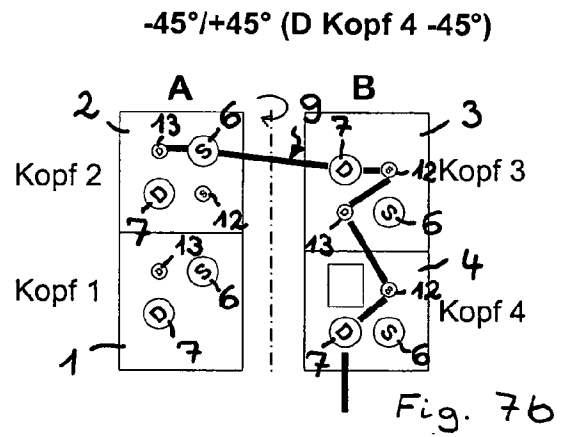 -45°/+45° (D Kopf 4 -45°)
A 9 B
2 13 6 7 3
S D
Kopf 2 12 Kopf 3
D S
7 12 13 6
13 4
S 12
Kopf 1 6 Kopf 4
D D S
1 7 7 6
Fig. 7b